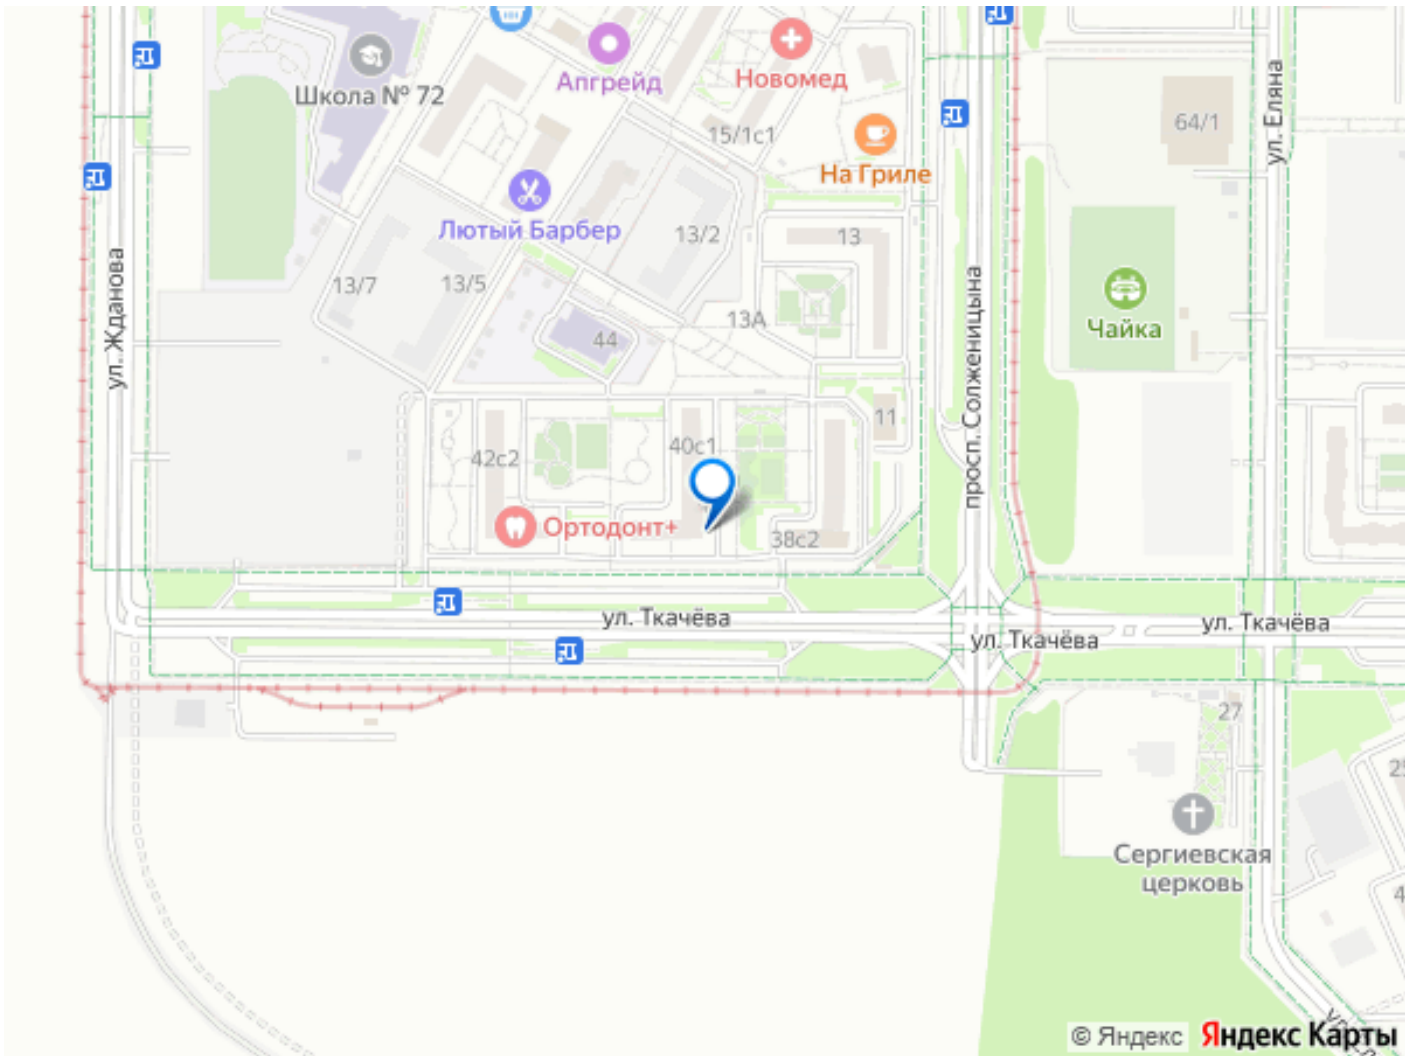 Школа № 72
Апгрейд
Новомед
15/1с1
На Гриле
64/1
ул. Еляна
Лютый Барбер
13/2
13
ул. Жданова
13/7
13/5
13А
44
просп. Солженицына
Чайка
11
40с1
42с2
Ортодонт+
38с2
ул. Ткачёва
ул. Ткачёва
ул. Ткачёва
27
Сергиевская
церковь
© Яндекс Яндекс Карты